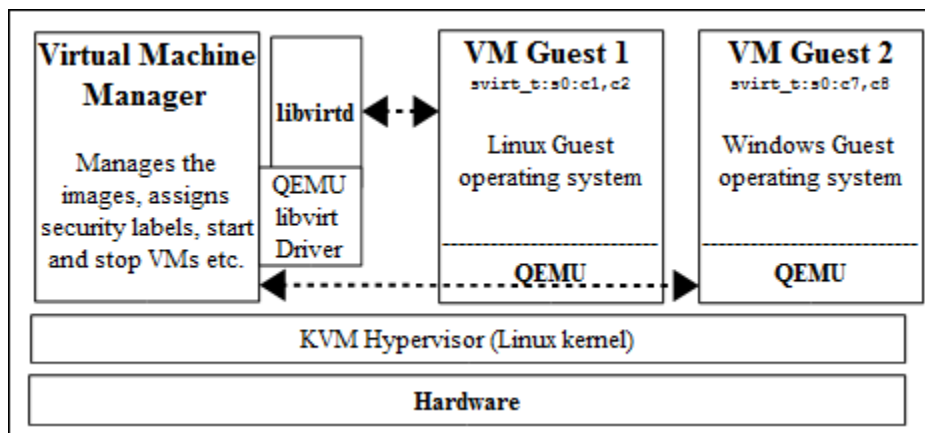 Virtual Machine
Manager
Manages the
images, assigns
security labels, start
and stop VMs etc.
libvirtd
QEMU
libvirt
Driver
VM Guest 1
svirt_t:s0:c1,c2
Linux Guest
operating system
QEMU
VM Guest 2
svirt_t:s0:c7,c8
Windows Guest
operating system
QEMU
KVM Hypervisor (Linux kernel)
Hardware